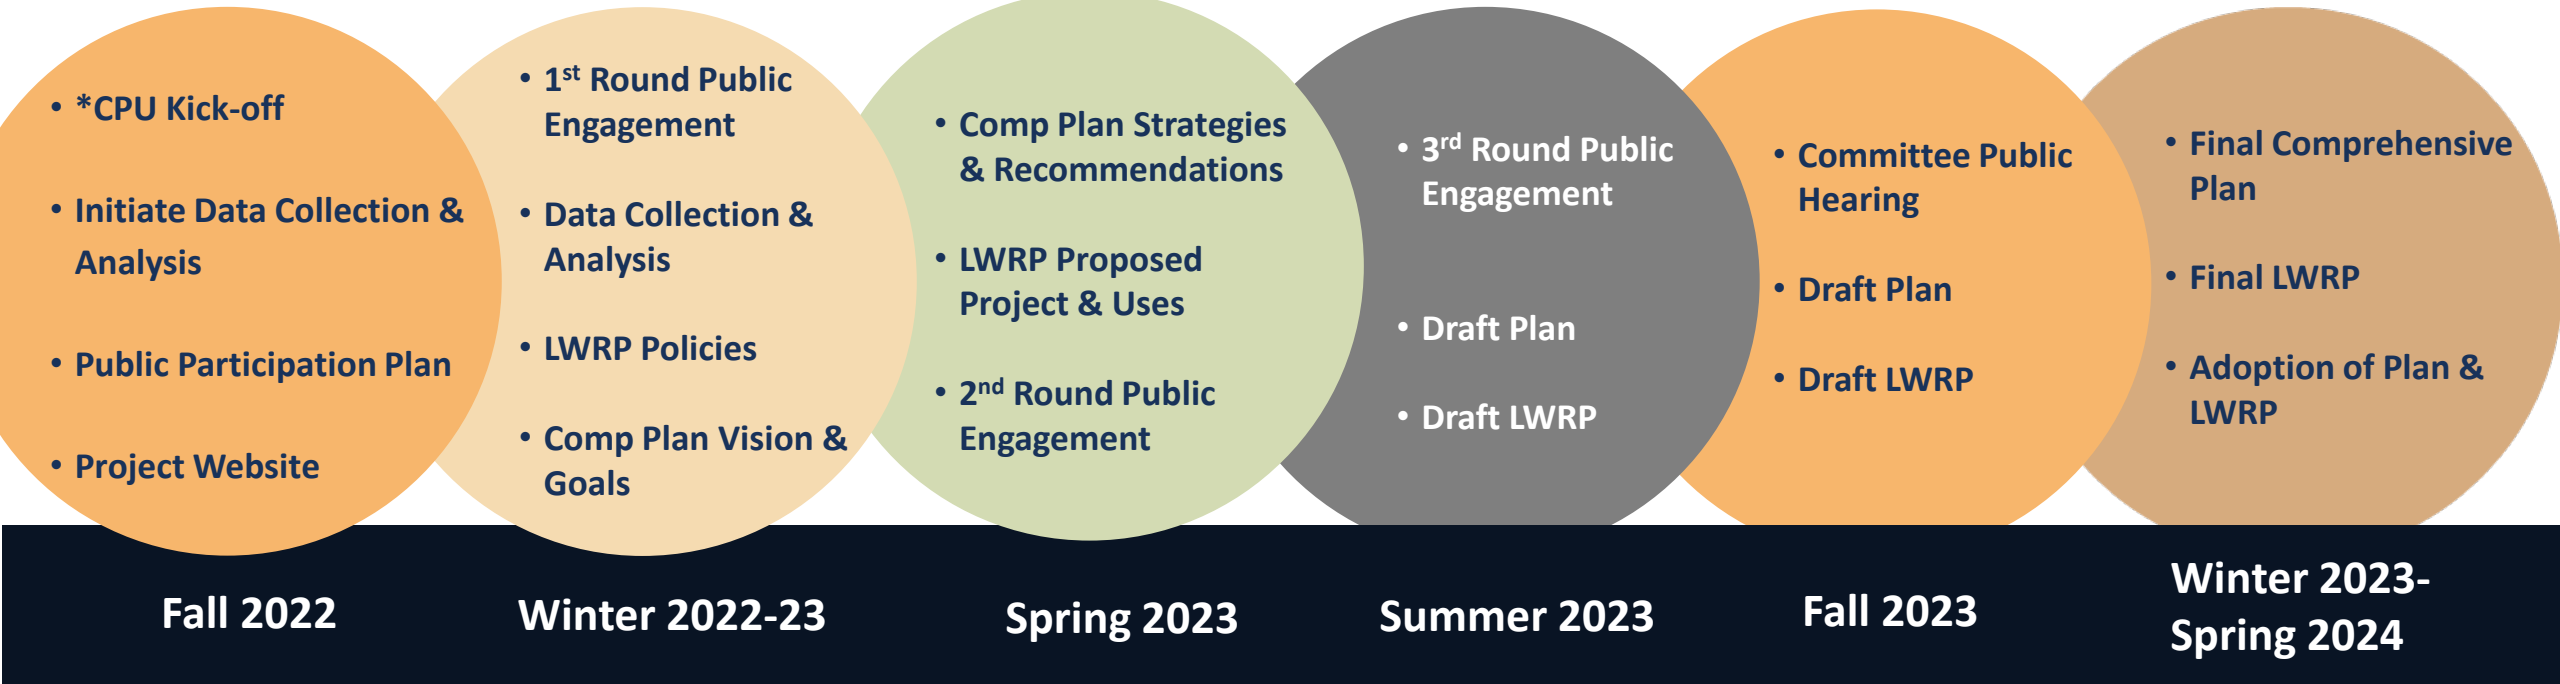 • *CPU Kick-off
• Initiate Data Collection &
Analysis
• Public Participation Plan
• Project Website
Fall 2022
• 1st Round Public
Engagement
• Data Collection &
Analysis
• LWRP Policies
• Comp Plan Vision &
Goals
Winter 2022-23
• Comp Plan Strategies
& Recommendations
• LWRP Proposed
Project & Uses
• 2nd Round Public
Engagement
Spring 2023
• 3rd Round Public
Engagement
• Draft Plan
• Draft LWRP
Summer 2023
• Committee Public
Hearing
• Draft Plan
• Draft LWRP
Fall 2023
• Final Comprehensive
Plan
• Final LWRP
• Adoption of Plan &
LWRP
Winter 2023-
Spring 2024